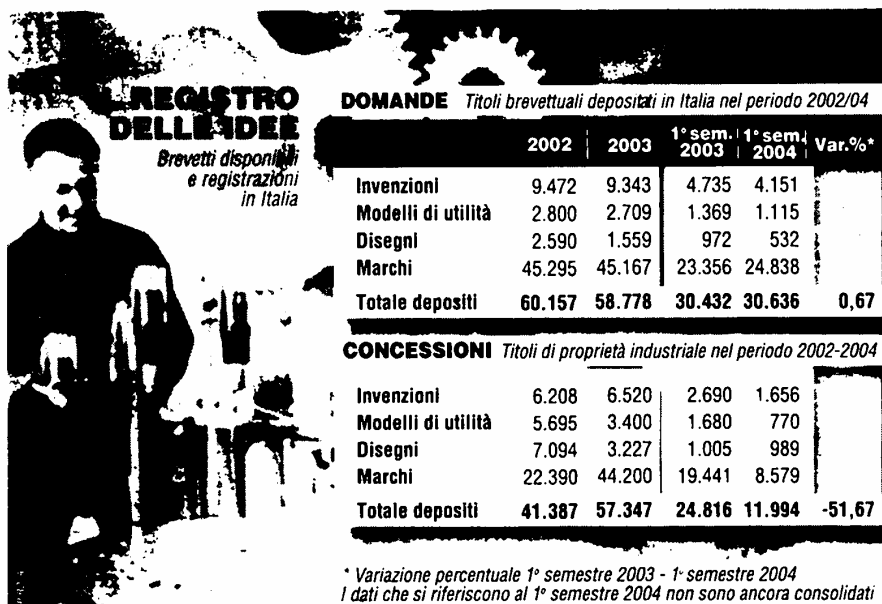 REGISTRO
DELLE IDEE
Brevetti disponibili
e registrazioni
in Italia
DOMANDE Titoli brevettuali depositati in Italia nel periodo 2002/04
2002 2003 1° sem. 2003 1° sem. 2004 Var.%*
Invenzioni 9.472 9.343 4.735 4.151
Modelli di utilità 2.800 2.709 1.369 1.115
Disegni 2.590 1.559 972 532
Marchi 45.295 45.167 23.356 24.838
Totale depositi 60.157 58.778 30.432 30.636 0,67
CONCESSIONI Titoli di proprietà industriale nel periodo 2002-2004
Invenzioni 6.208 6.520 2.690 1.656
Modelli di utilità 5.695 3.400 1.680 770
Disegni 7.094 3.227 1.005 989
Marchi 22.390 44.200 19.441 8.579
Totale depositi 41.387 57.347 24.816 11.994 -51,67
* Variazione percentuale 1° semestre 2003 - 1° semestre 2004
I dati che si riferiscono al 1° semestre 2004 non sono ancora consolidati